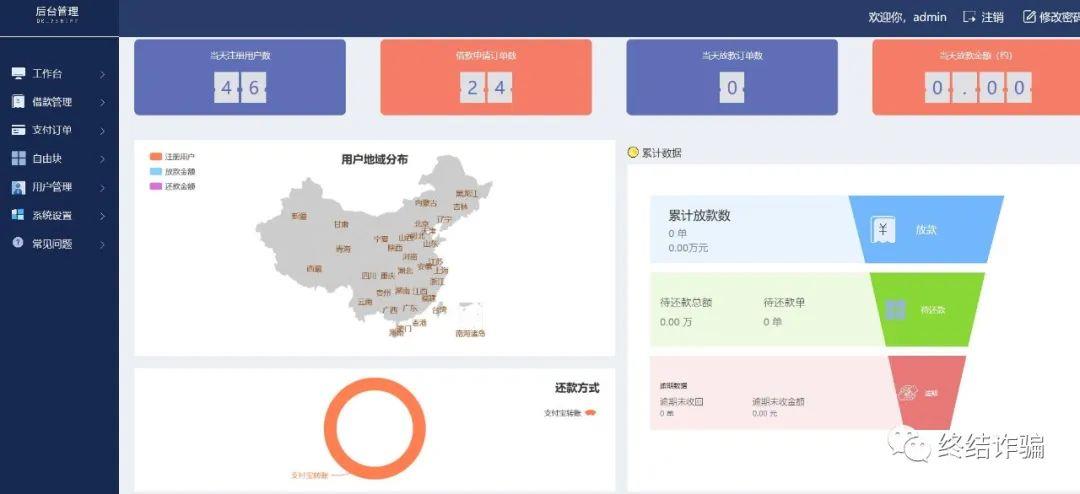 后台管理
欢迎你，admin
注销
修改密码
工作台
借款管理
支付订单
自由块
用户管理
系统设置
常见问题
当天注册用户数
46
借款申请订单数
24
当天放款订单数
0
当天放款金额（约）
0.00
注册用户
放款金额
还款金额
用户地域分布
黑龙江
内蒙古
吉林
新疆
辽宁
甘肃
北京
天津
宁夏
山西
河北
山东
陕西
青海
河南
江苏
西藏
安徽
上海
四川
重庆
湖北
浙江
贵州
湖南
江西
福建
云南
广西
广东
台湾
香港
澳门
海南
南海诸岛
还款方式
支付宝转账
支付宝转账
累计数据
累计放款数
0 单
0.00万元
放款
待还款总额
待还款单
0.00 万
0 单
待还款
逾期数据
逾期未收回
逾期未收金额
0 单
0.00 元
逾期
终结诈骗